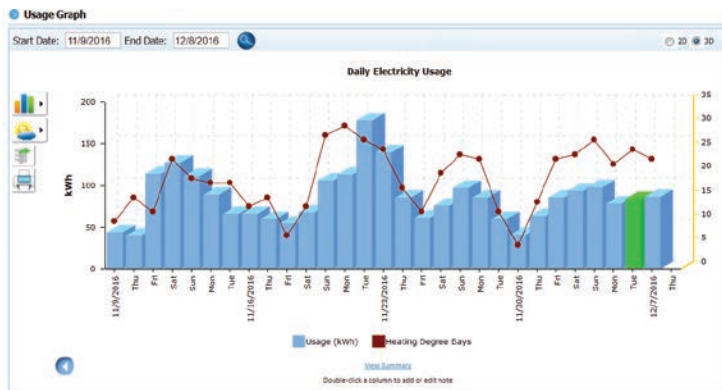 Usage Graph
Start Date: 11/9/2016 End Date: 12/8/2016 2D 3D
Daily Electricity Usage
kWh
200
150
100
50
0
35
30
25
20
15
10
5
0
11/9/2016 Thu Fri Sat Sun Mon Tue 11/16/2016 Thu Fri Sat Sun Mon Tue 11/23/2016 Thu Fri Sat Sun Mon Tue 11/30/2016 Thu Fri Sat Sun Mon Tue 12/7/2016 Thu
Usage (kWh) Heating Degree Days
View Summary
Double-click a column to add or edit note